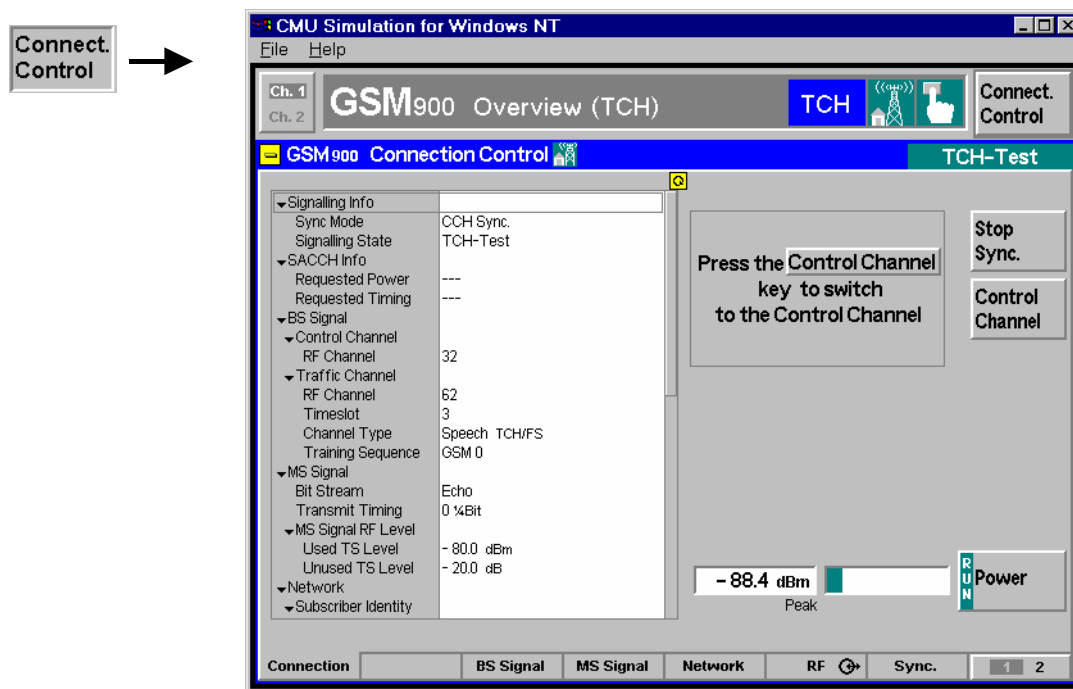 Connect.
Control
CMU Simulation for Windows NT
File Help
Ch. 1
Ch. 2
GSM900 Overview (TCH)
TCH
Connect.
Control
GSM900 Connection Control
TCH-Test
Signalling Info
Sync Mode CCH Sync.
Signalling State TCH-Test
SACCH Info
Requested Power ---
Requested Timing ---
BS Signal
Control Channel
RF Channel 32
Traffic Channel
RF Channel 62
Timeslot 3
Channel Type Speech TCH/FS
Training Sequence GSM 0
MS Signal
Bit Stream Echo
Transmit Timing 0 ¼Bit
MS Signal RF Level
Used TS Level - 80.0 dBm
Unused TS Level - 20.0 dB
Network
Subscriber Identity
Press the Control Channel
key to switch
to the Control Channel
Stop
Sync.
Control
Channel
- 88.4 dBm
Peak
RUN
Power
Connection BS Signal MS Signal Network RF Sync. 1 2